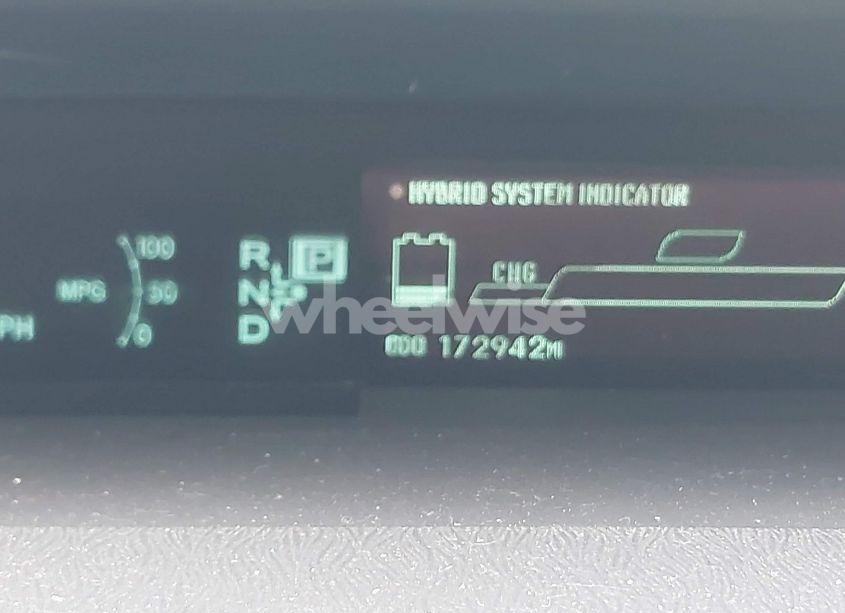 HYBRID SYSTEM INDICATOR
100
R P
CHG
MPG 50
N
wheelwise
PH
D
0
ODO 172942MI